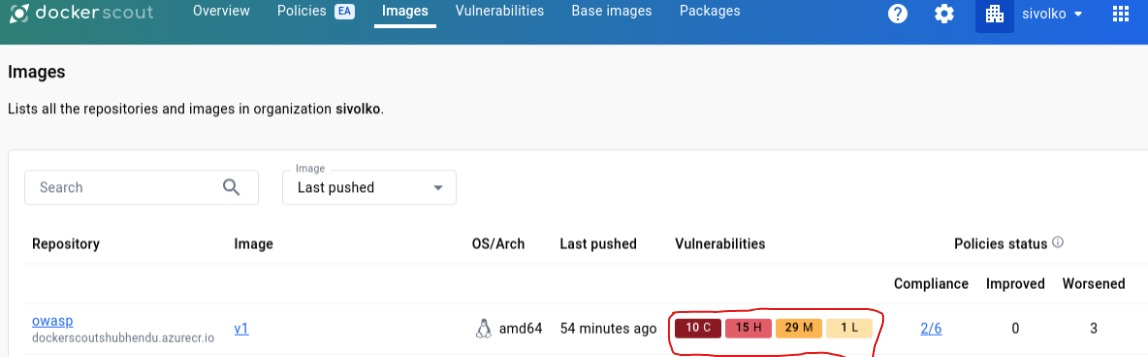 dockerscout Overview Policies EA Images Vulnerabilities Base images Packages ? sivolko
Images
Lists all the repositories and images in organization sivolko.
Image
Search Last pushed
Repository Image OS/Arch Last pushed Vulnerabilities Policies status
Compliance Improved Worsened
owasp
v1 amd64 54 minutes ago 10 C 15 H 29 M 1 L 2/6 0 3
dockerscoutshubhendu.azurecr.io